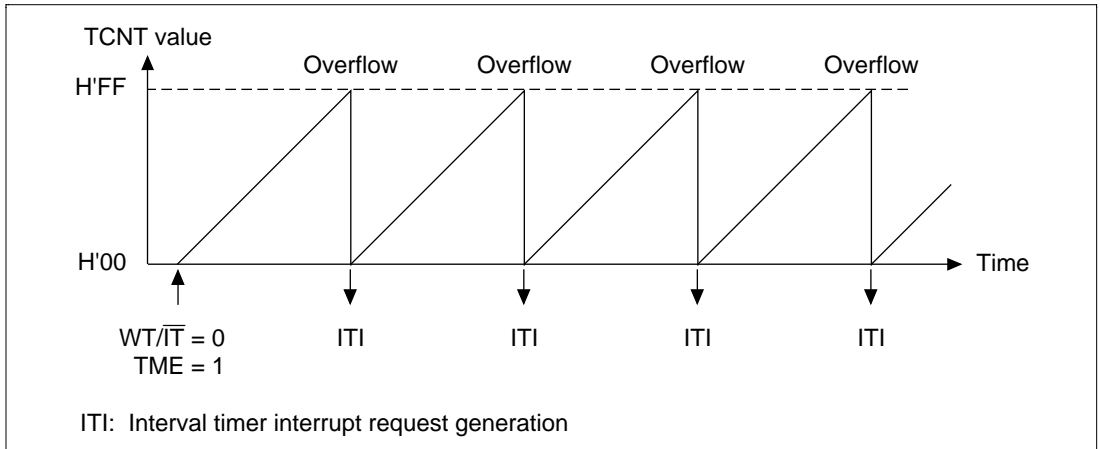 TCNT value
Overflow Overflow Overflow Overflow
H'FF
H'00
Time
WT/I̅T̅ = 0 ITI ITI ITI ITI
TME = 1
ITI: Interval timer interrupt request generation